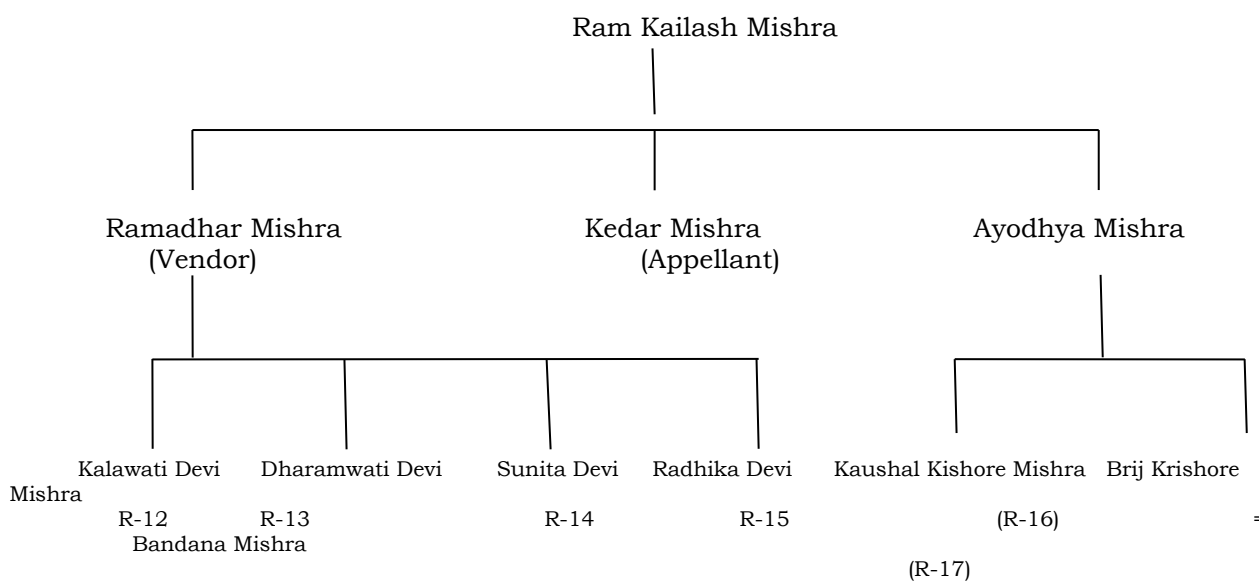 Ram Kailash Mishra
Ramadhar Mishra Kedar Mishra Ayodhya Mishra
(Vendor) (Appellant)
Kalawati Devi Dharamwati Devi Sunita Devi Radhika Devi Kaushal Kishore Mishra Brij Krishore
Mishra
R-12 R-13 R-14 R-15 (R-16) =
Bandana Mishra
(R-17)